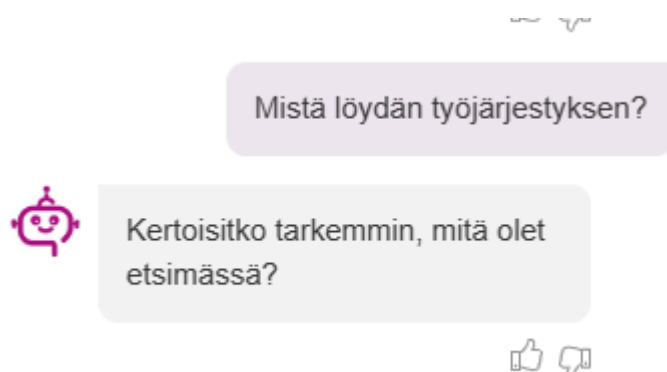 Mistä löydän työjärjestyksen?
Kertoisitko tarkemmin, mitä olet
etsimässä?